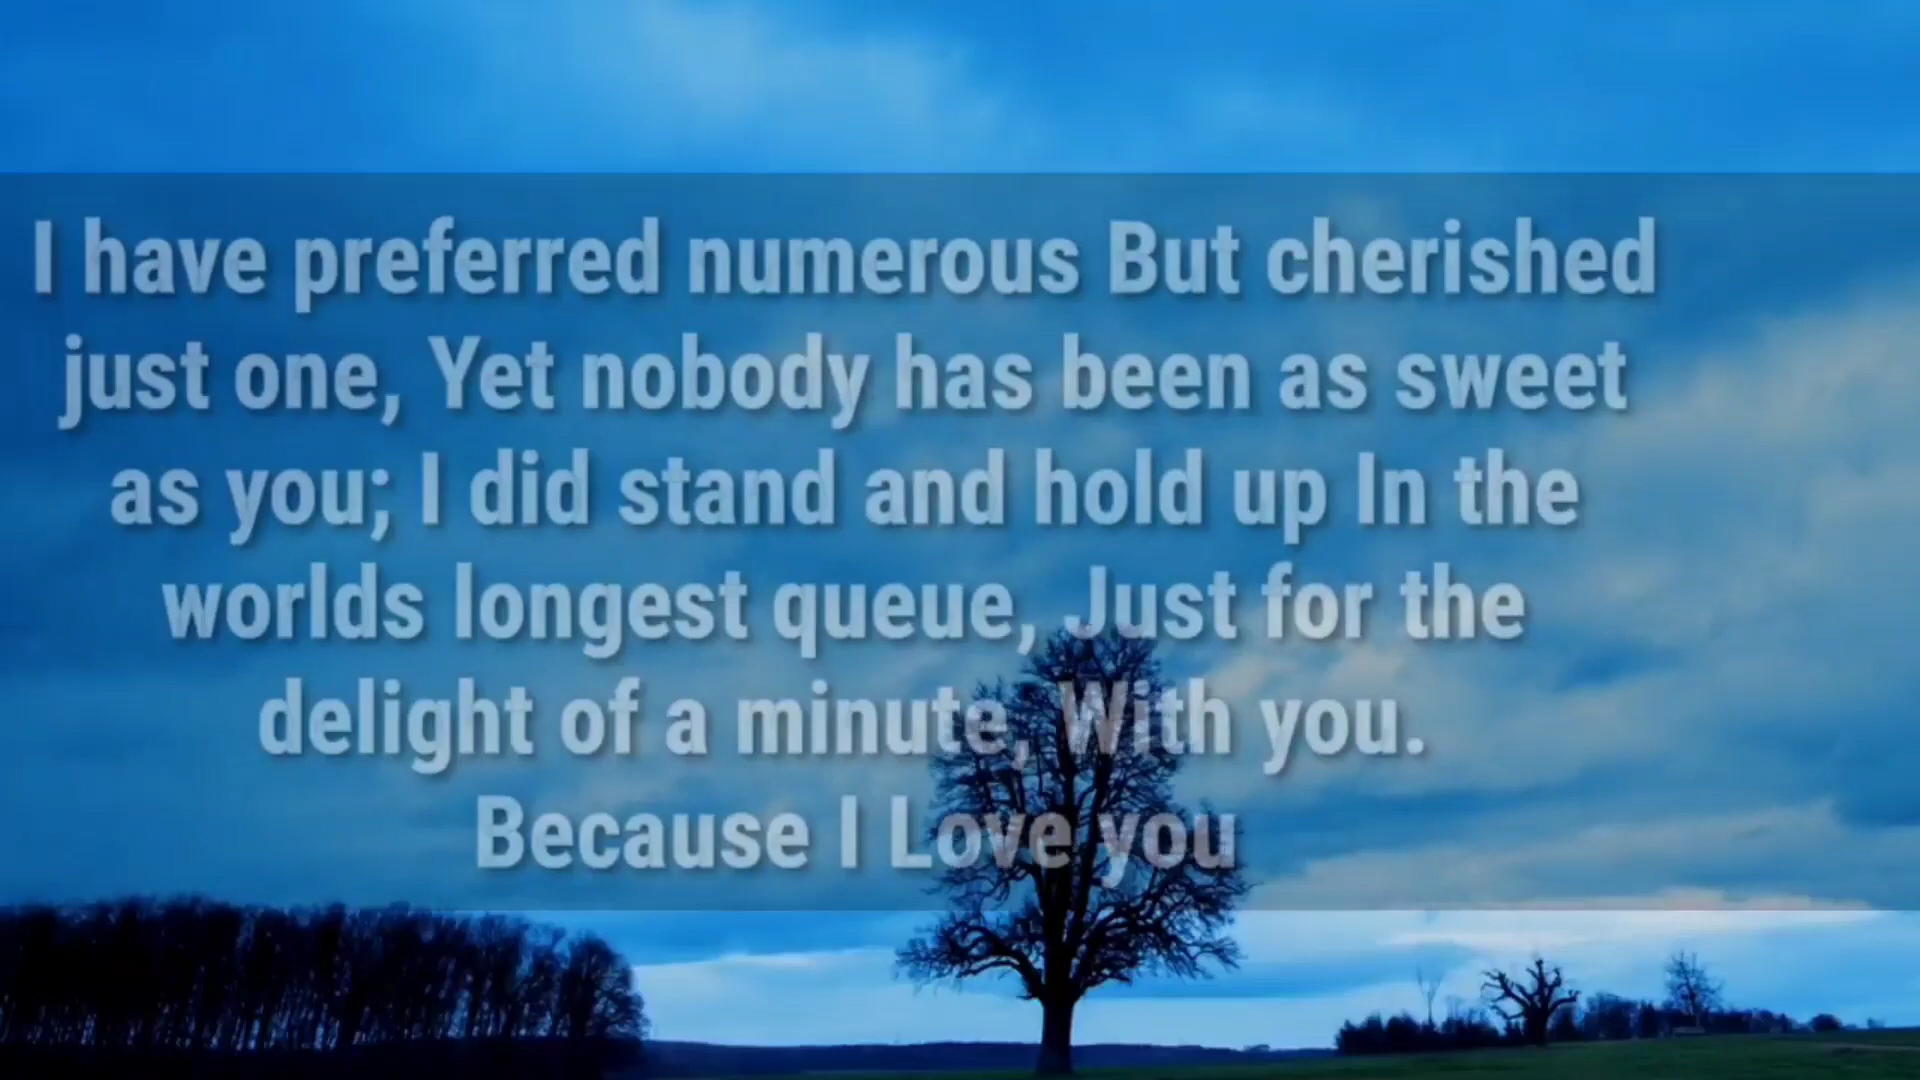 I have preferred numerous But cherished
just one, Yet nobody has been as sweet
as you; I did stand and hold up In the
worlds longest queue, Just for the
delight of a minute, With you.
Because I Love you